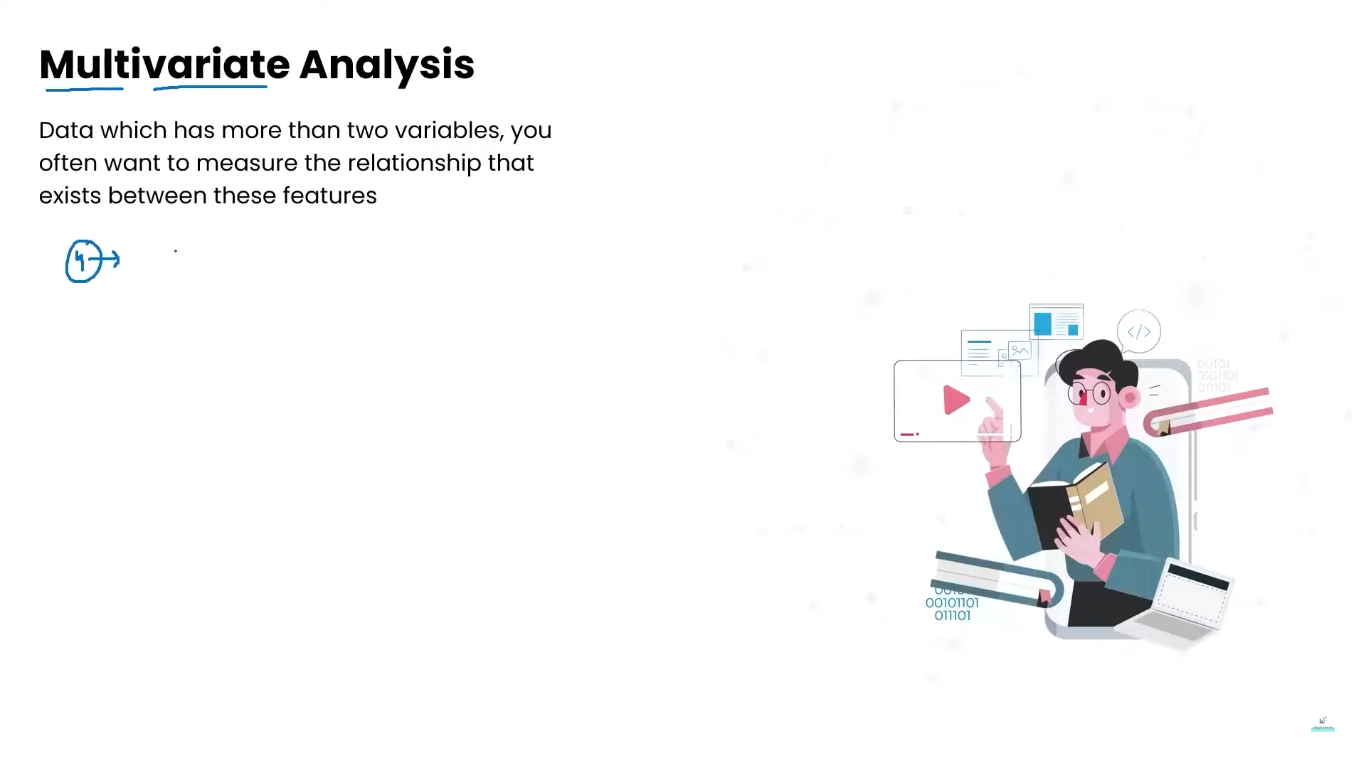 Multivariate Analysis
Data which has more than two variables, you
often want to measure the relationship that
exists between these features
</>
00101101
011101